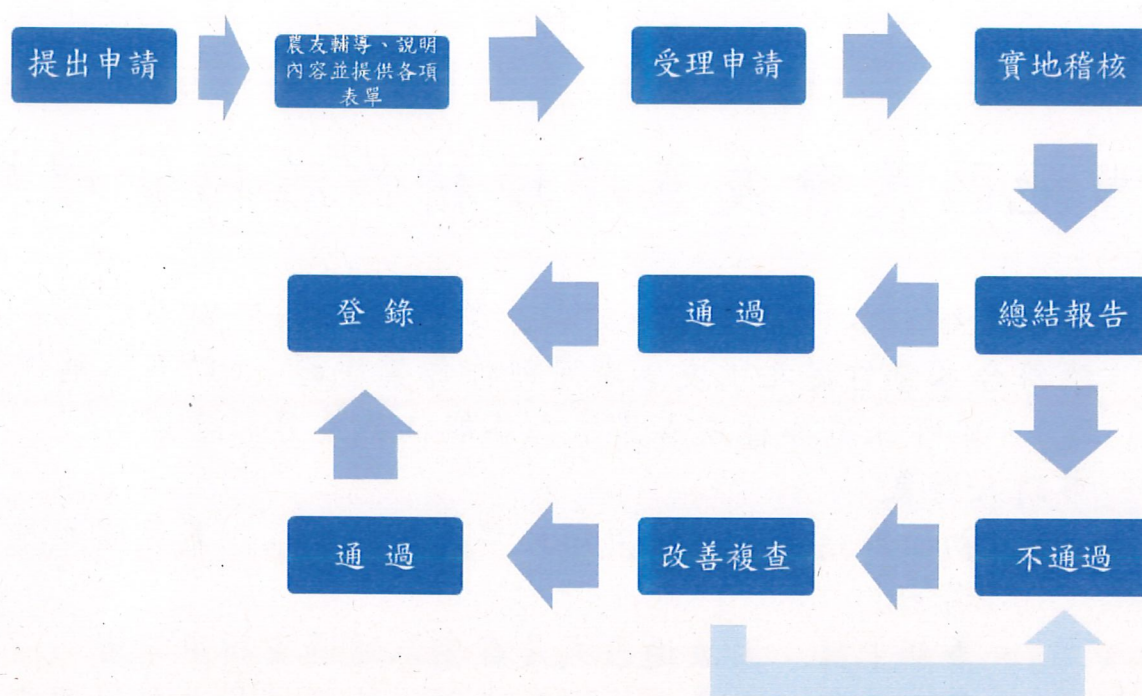 提出申請
農友輔導、說明
內容並提供各項
表單
受理申請
實地稽核
登 錄
通 過
總結報告
通 過
改善複查
不通過